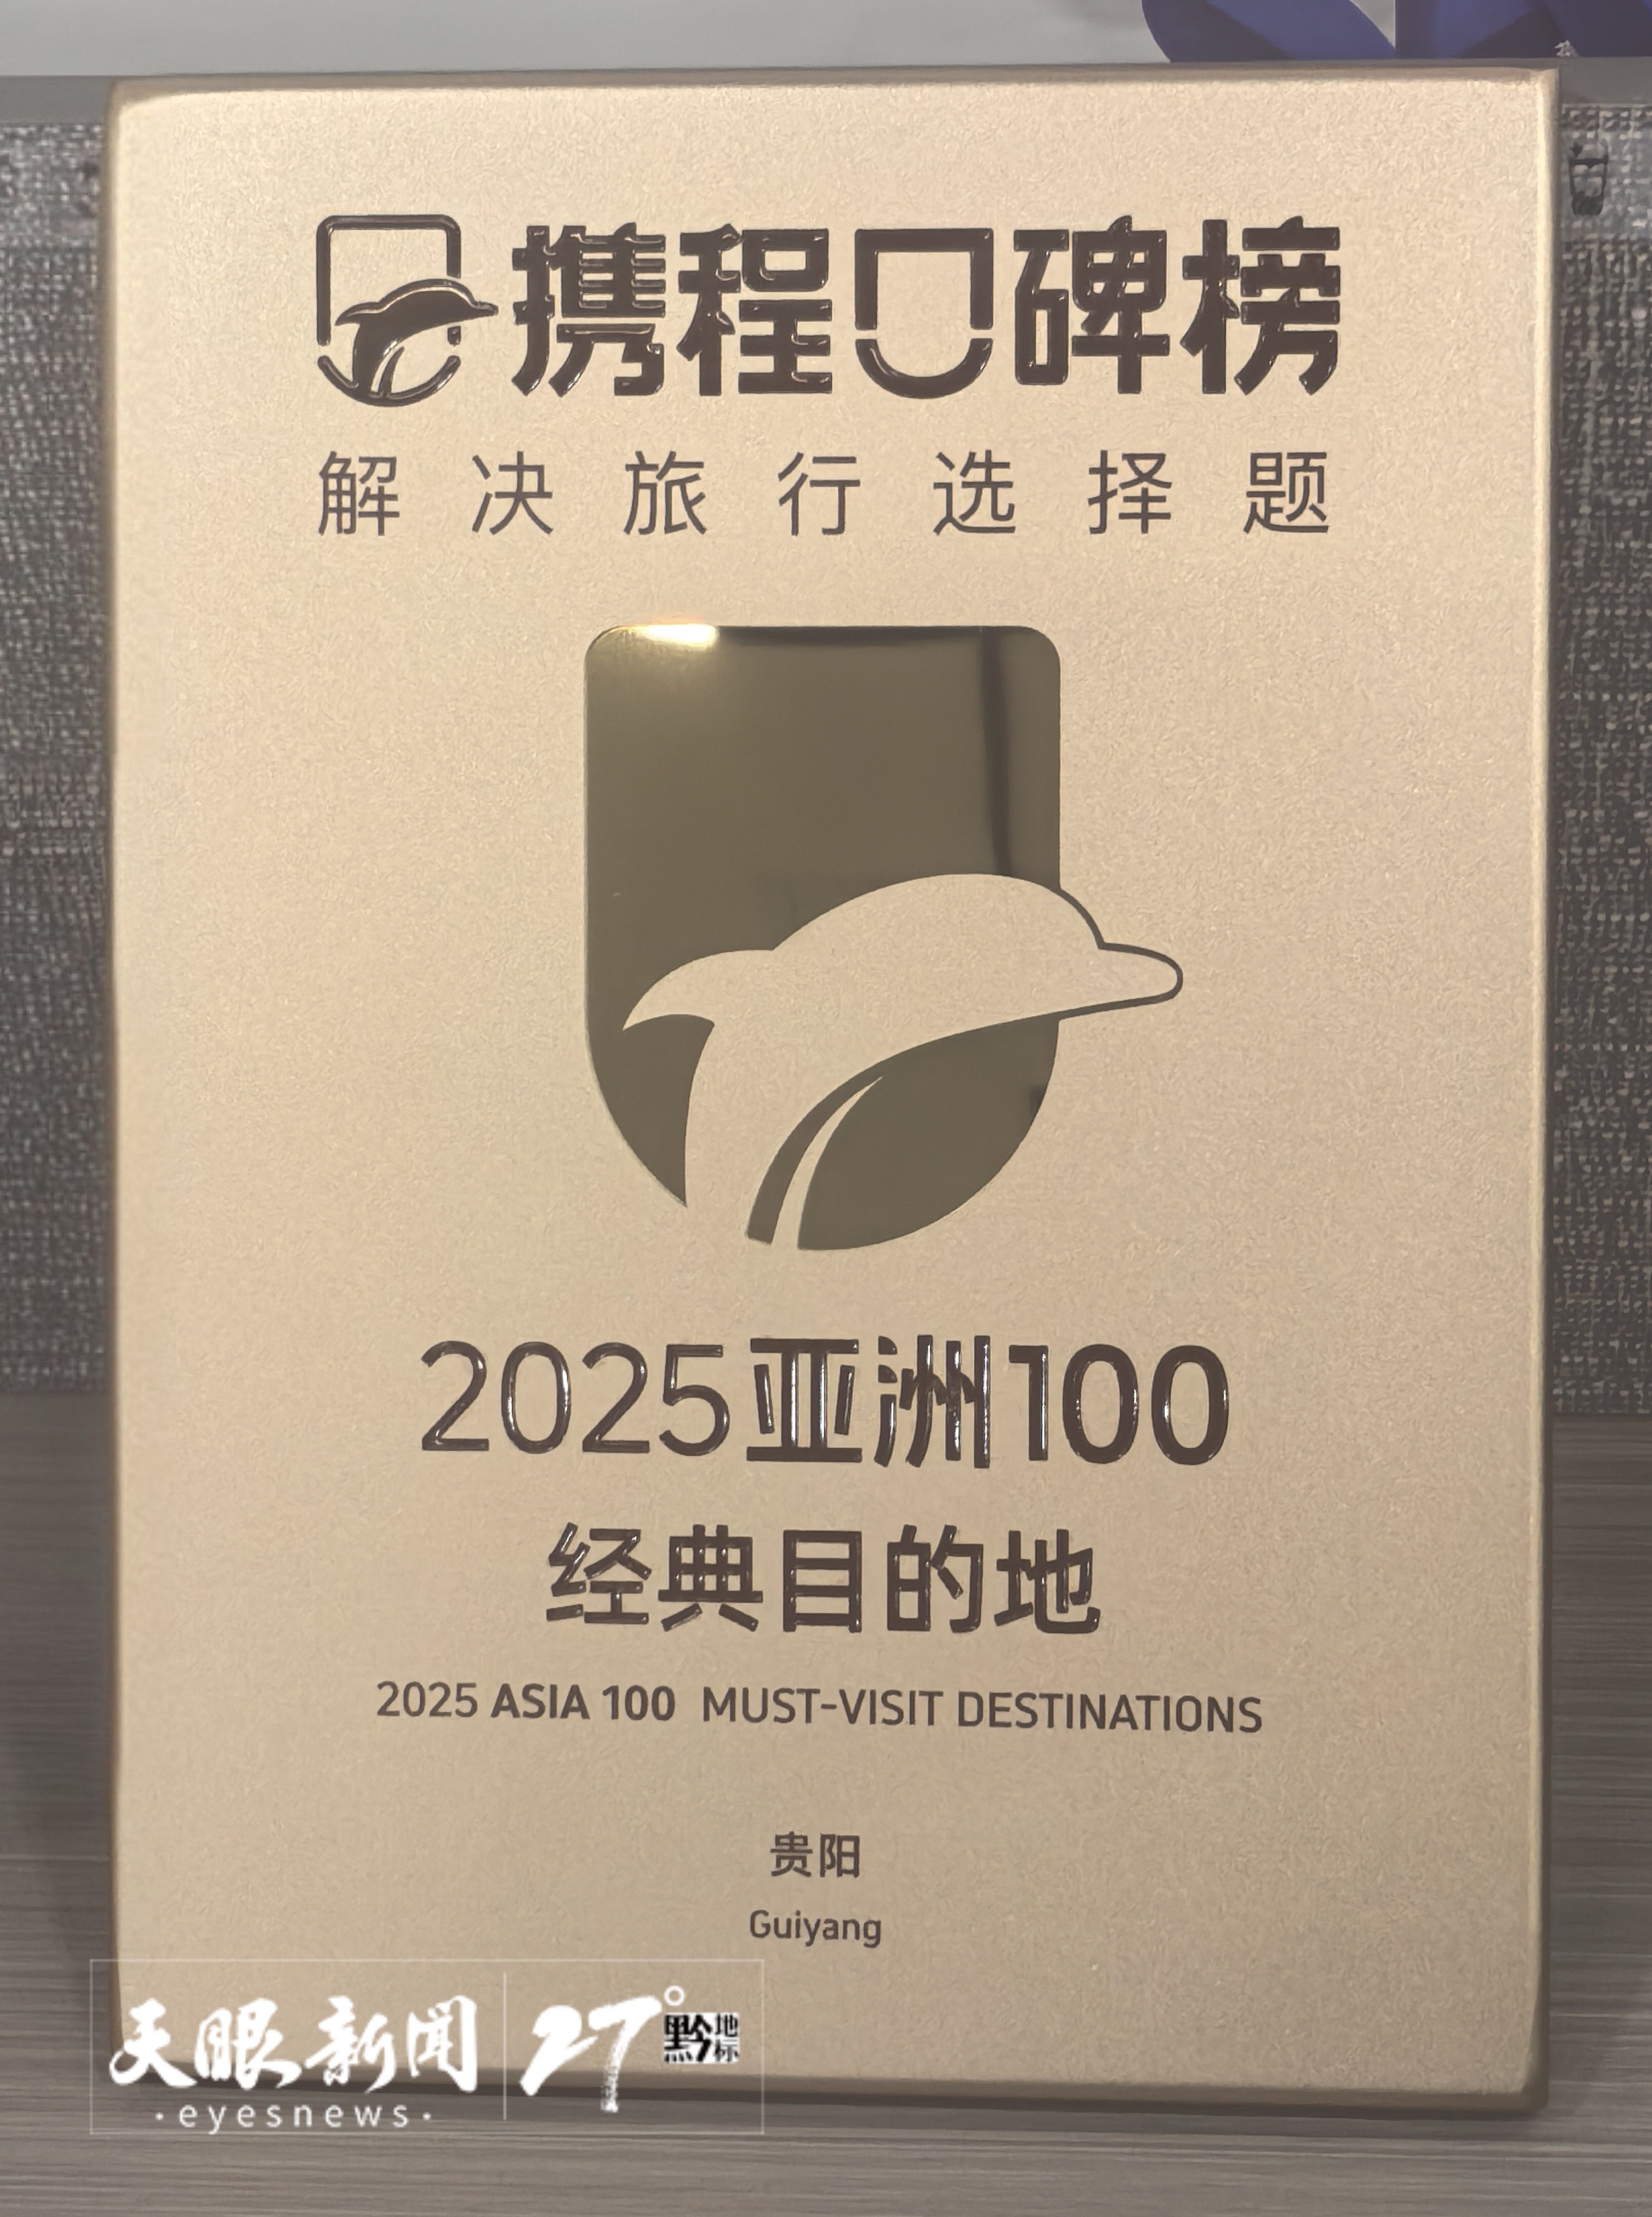 携程口碑榜
解决旅行选择题
2025亚洲100
经典目的地
2025 ASIA 100 MUST-VISIT DESTINATIONS
贵阳
Guiyang
天眼新闻 27° 黔地标
·eyesnews·